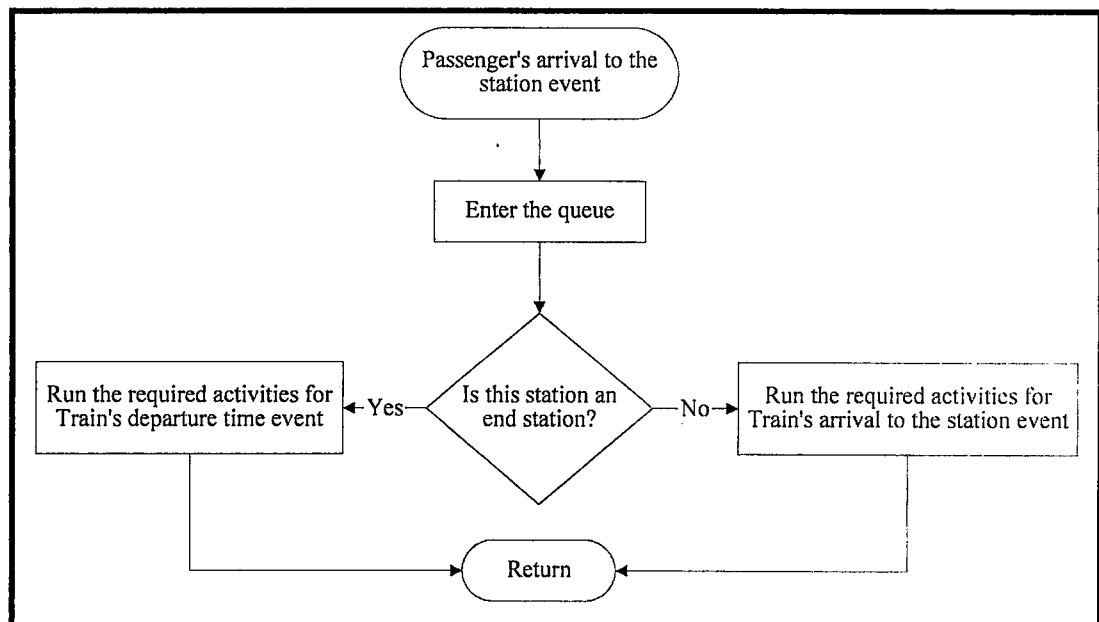 Passenger's arrival to the
station event
Enter the queue
Is this station an
end station?
Yes
No
Run the required activities for
Train's departure time event
Run the required activities for
Train's arrival to the station event
Return